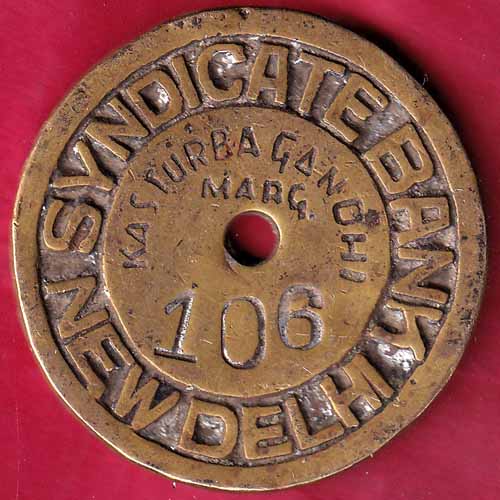 SYNDICATE BANK
NEW DELHI
KASTURBA GANDHI
MARG.
106